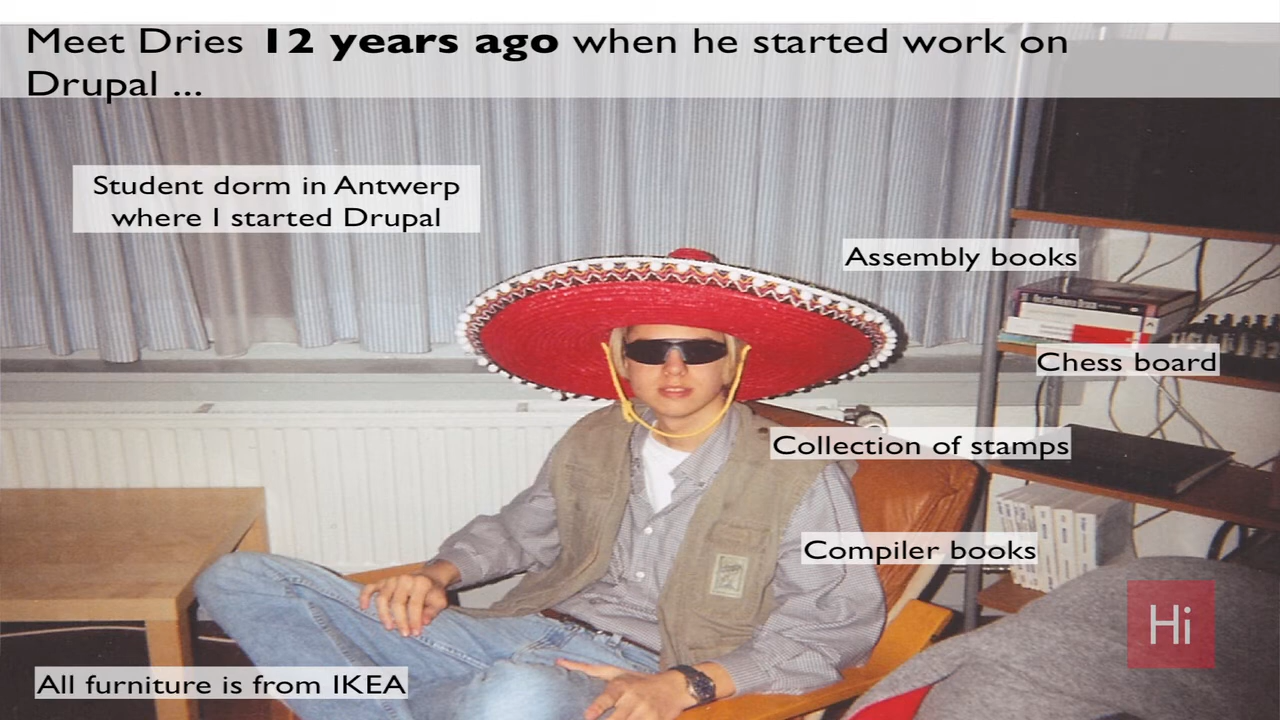 Meet Dries 12 years ago when he started work on
Drupal ...
Student dorm in Antwerp
where I started Drupal
Assembly books
Chess board
Collection of stamps
Compiler books
Hi
All furniture is from IKEA